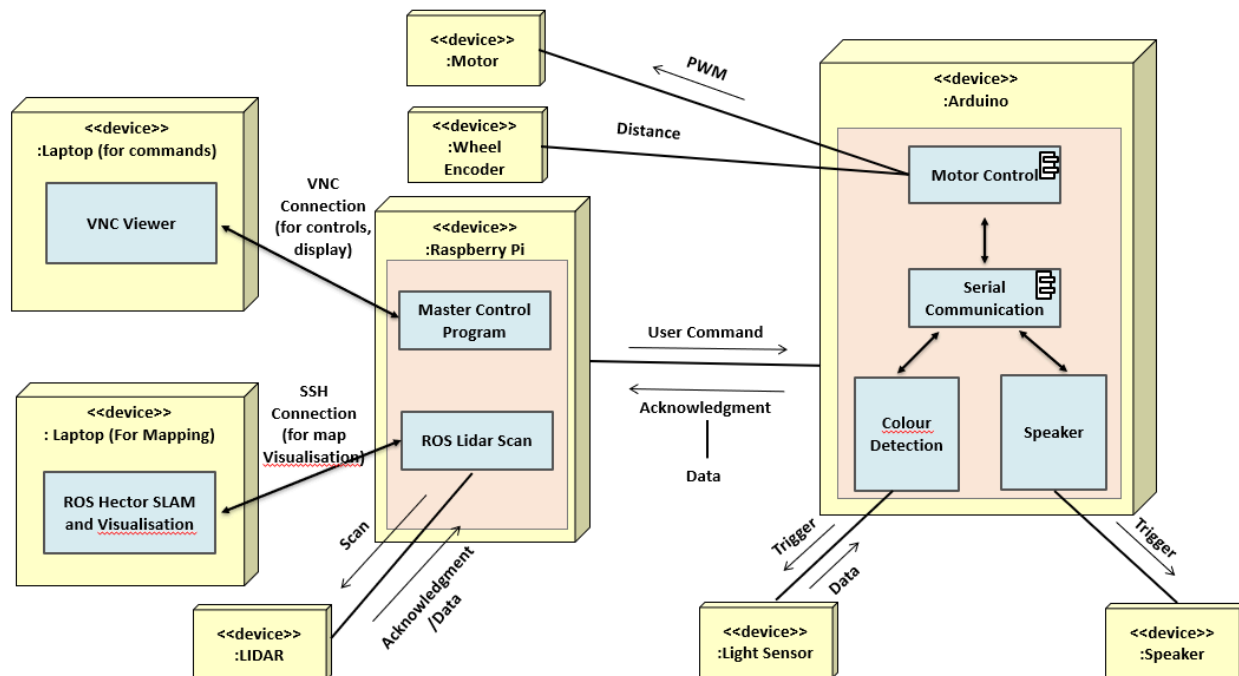 <<device>>
:Motor
<<device>>
:Wheel
Encoder
PWM
Distance
<<device>>
:Arduino
Motor Control
Serial
Communication
Colour
Detection
Speaker
<<device>>
:Laptop (for commands)
VNC Viewer
VNC
Connection
(for controls,
display)
<<device>>
:Raspberry Pi
Master Control
Program
ROS Lidar Scan
User Command
Acknowledgment
Data
<<device>>
: Laptop (For Mapping)
ROS Hector SLAM
and Visualisation
SSH
Connection
(for map
Visualisation)
Scan
Acknowledgment
/Data
<<device>>
:LIDAR
Trigger
Data
<<device>>
:Light Sensor
Trigger
<<device>>
:Speaker